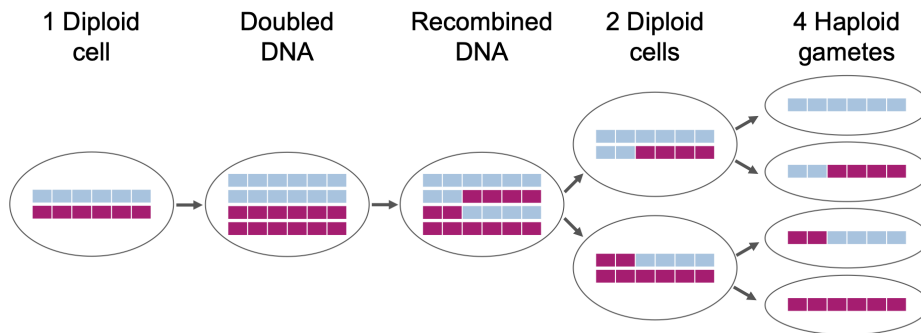 1 Diploid
cell
Doubled
DNA
Recombined
DNA
2 Diploid
cells
4 Haploid
gametes